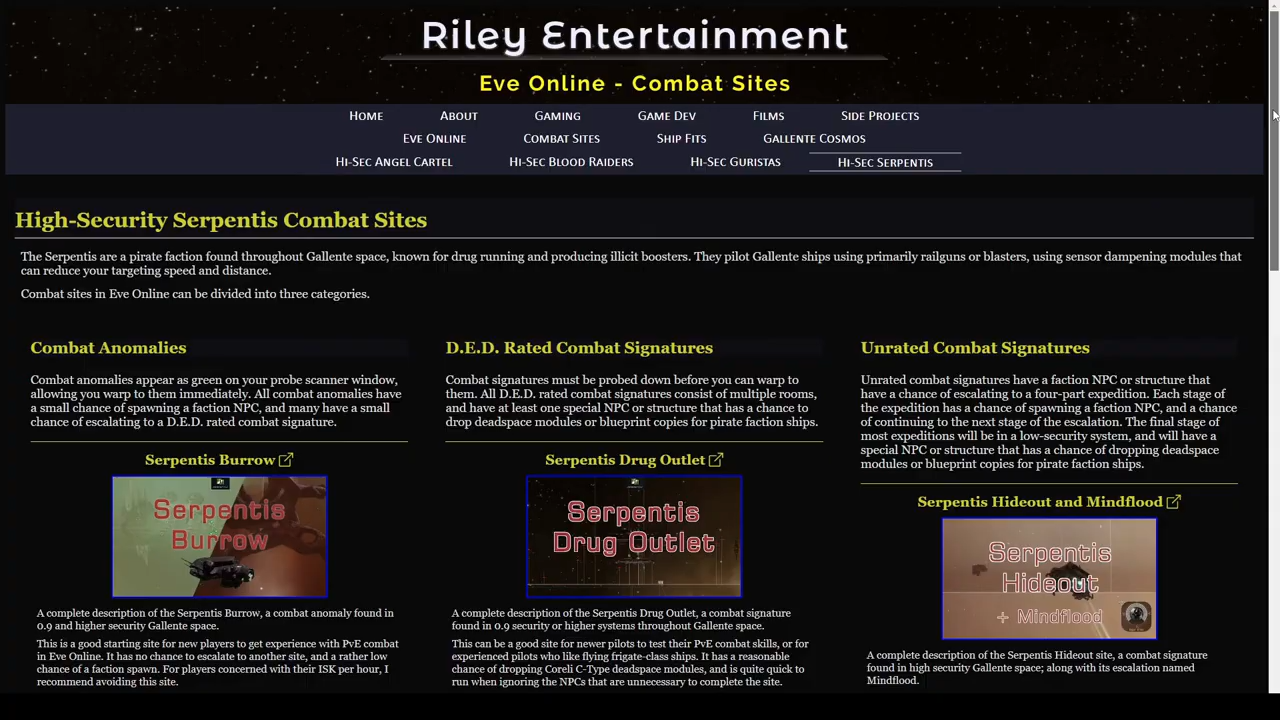 Riley Entertainment
Eve Online - Combat Sites
Home About Gaming Game Dev Films Side Projects
Eve Online Combat Sites Ship Fits Gallente Cosmos
Hi-Sec Angel Cartel Hi-Sec Blood Raiders Hi-Sec Guristas Hi-Sec Serpentis
High-Security Serpentis Combat Sites
The Serpentis are a pirate faction found throughout Gallente space, known for drug running and producing illicit boosters. They pilot Gallente ships using primarily railguns or blasters, using sensor dampening modules that
can reduce your targeting speed and distance.
Combat sites in Eve Online can be divided into three categories.
Combat Anomalies
Combat anomalies appear as green on your probe scanner window,
allowing you warp to them immediately. All combat anomalies have
a small chance of spawning a faction NPC, and many have a small
chance of escalating to a D.E.D. rated combat signature.
Serpentis Burrow
Serpentis
Burrow
A complete description of the Serpentis Burrow, a combat anomaly found in
0.9 and higher security Gallente space.
This is a good starting site for new players to get experience with PvE combat
in Eve Online. It has no chance to escalate to another site, and a rather low
chance of a faction spawn. For players concerned with their ISK per hour, I
recommend avoiding this site.
D.E.D. Rated Combat Signatures
Combat signatures must be probed down before you can warp to
them. All D.E.D. rated combat signatures consist of multiple rooms,
and have at least one special NPC or structure that has a chance to
drop deadspace modules or blueprint copies for pirate faction ships.
Serpentis Drug Outlet
Serpentis
Drug Outlet
A complete description of the Serpentis Drug Outlet, a combat signature
found in 0.9 security or higher systems throughout Gallente space.
This can be a good site for newer pilots to test their PvE combat skills, or for
experienced pilots who like flying frigate-class ships. It has a reasonable
chance of dropping Coreli C-Type deadspace modules, and is quite quick to
run when ignoring the NPCs that are unnecessary to complete the site.
Unrated Combat Signatures
Unrated combat signatures have a faction NPC or structure that
have a chance of escalating to a four-part expedition. Each stage of
the expedition has a chance of spawning a faction NPC, and a chance
of continuing to the next stage of the escalation. The final stage of
most expeditions will be in a low-security system, and will have a
special NPC or structure that has a chance of dropping deadspace
modules or blueprint copies for pirate faction ships.
Serpentis Hideout and Mindflood
Serpentis
Hideout
+ Mindflood
A complete description of the Serpentis Hideout site, a combat signature
found in high security Gallente space; along with its escalation named
Mindflood.